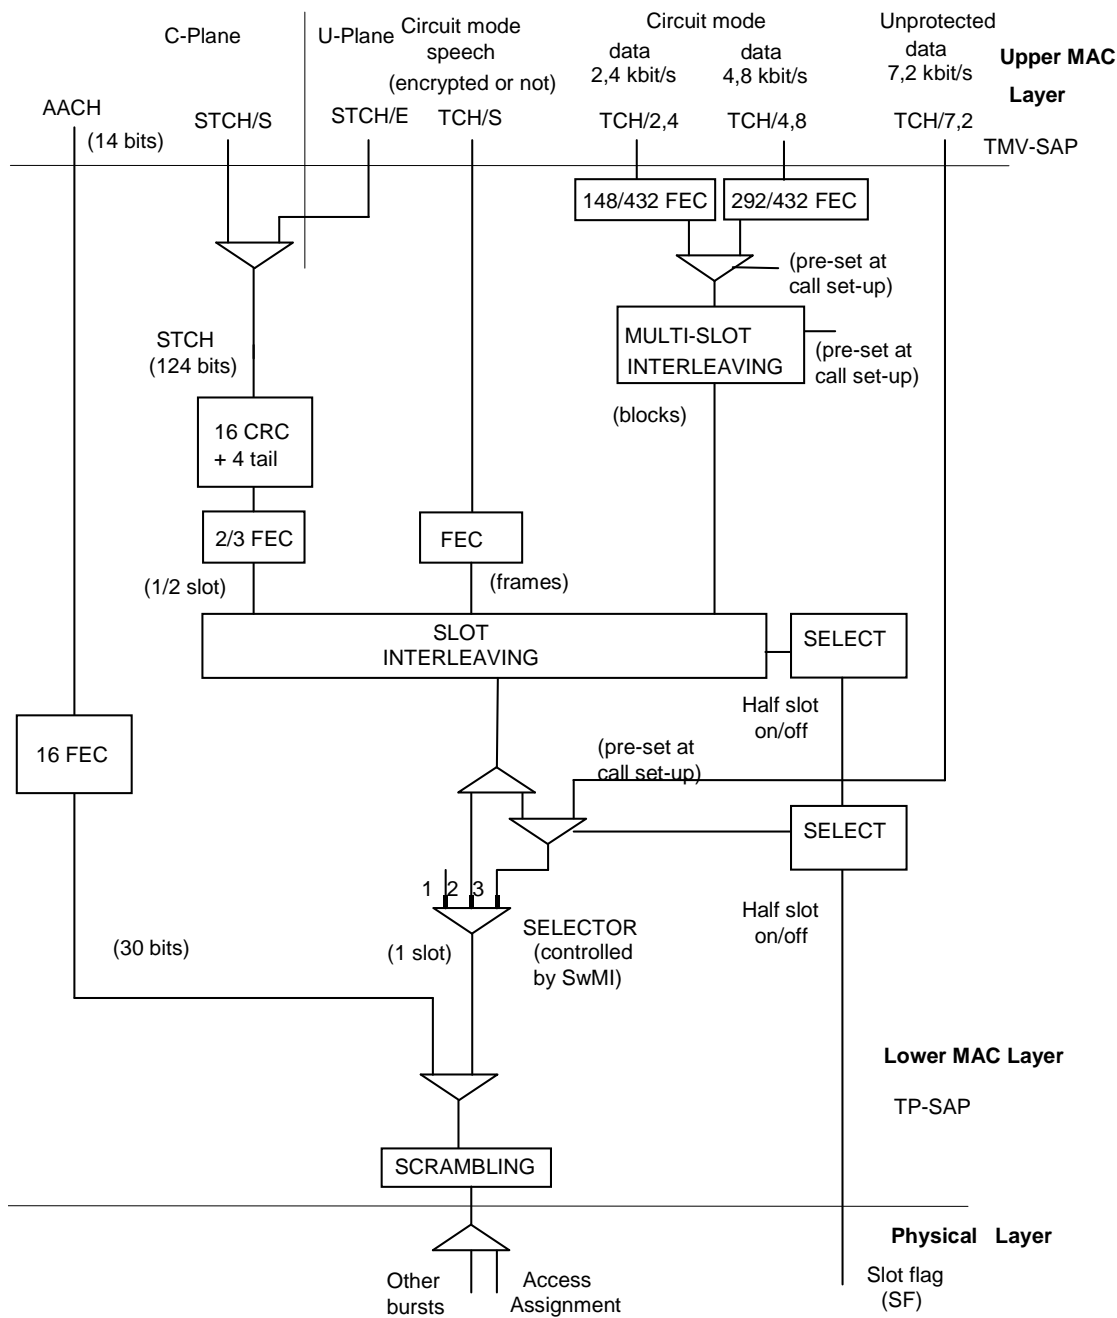 C-Plane
U-Plane
Circuit mode
speech
(encrypted or not)
Circuit mode
data
2,4 kbit/s
data
4,8 kbit/s
Unprotected
data
7,2 kbit/s
Upper MAC
Layer
AACH
(14 bits)
STCH/S
STCH/E
TCH/S
TCH/2,4
TCH/4,8
TCH/7,2
TMV-SAP
148/432 FEC
292/432 FEC
(pre-set at
call set-up)
STCH
(124 bits)
MULTI-SLOT
INTERLEAVING
(pre-set at
call set-up)
(blocks)
16 CRC
+ 4 tail
2/3 FEC
FEC
(1/2 slot)
(frames)
SLOT
INTERLEAVING
SELECT
Half slot
on/off
16 FEC
(pre-set at
call set-up)
SELECT
1 2 3
SELECTOR
(controlled
by SwMI)
Half slot
on/off
(30 bits)
(1 slot)
Lower MAC Layer
TP-SAP
SCRAMBLING
Physical Layer
Other
bursts
Access
Assignment
Slot flag
(SF)